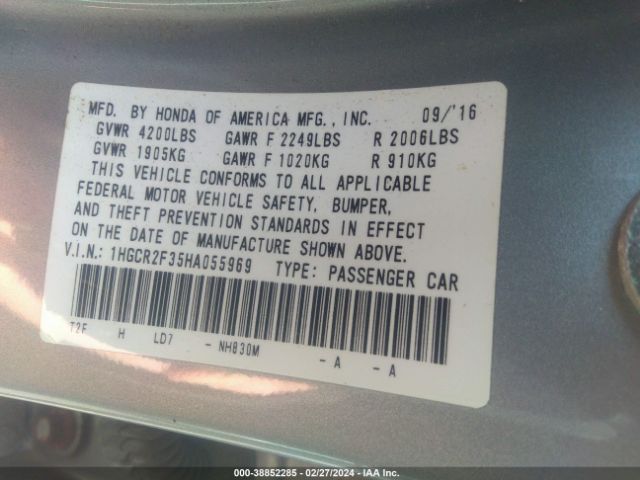 MFD. BY HONDA OF AMERICA MFG., INC. 09/'16
GVWR 4200LBS GAWR F 2249LBS R 2006LBS
GVWR 1905KG GAWR F 1020KG R 910KG
THIS VEHICLE CONFORMS TO ALL APPLICABLE
FEDERAL MOTOR VEHICLE SAFETY, BUMPER,
AND THEFT PREVENTION STANDARDS IN EFFECT
ON THE DATE OF MANUFACTURE SHOWN ABOVE.
V.I.N.: 1HGCR2F35HA055969 TYPE: PASSENGER CAR
T2F H LD7 - NH830M - A - A
000-38852285 - 02/27/2024 - IAA Inc.